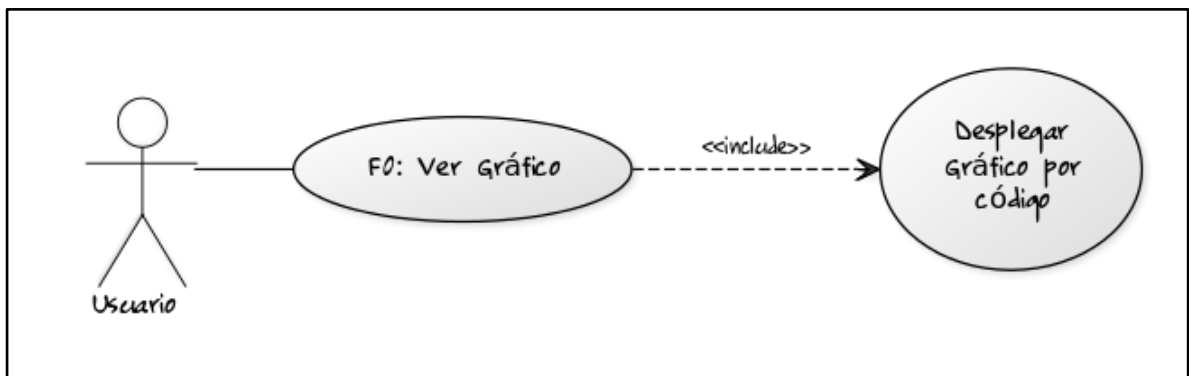 Usuario
F0: Ver Gráfico
<<include>>
Desplegar
Gráfico por
código